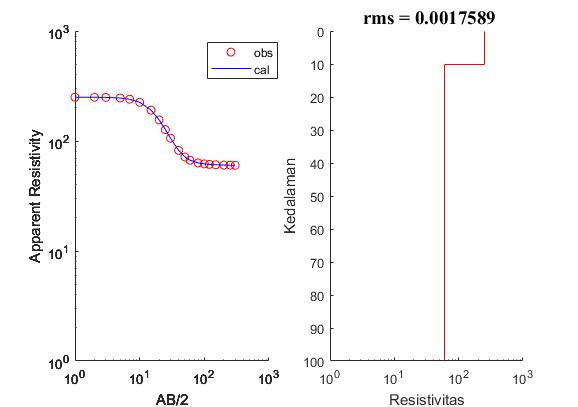 rms = 0.0017589
10³
10²
10¹
10⁰
Apparent Resistivity
obs
cal
10⁰ 10¹ 10² 10³
AB/2
0
10
20
30
40
50
60
70
80
90
100
Kedalaman
10⁰ 10¹ 10² 10³
Resistivitas